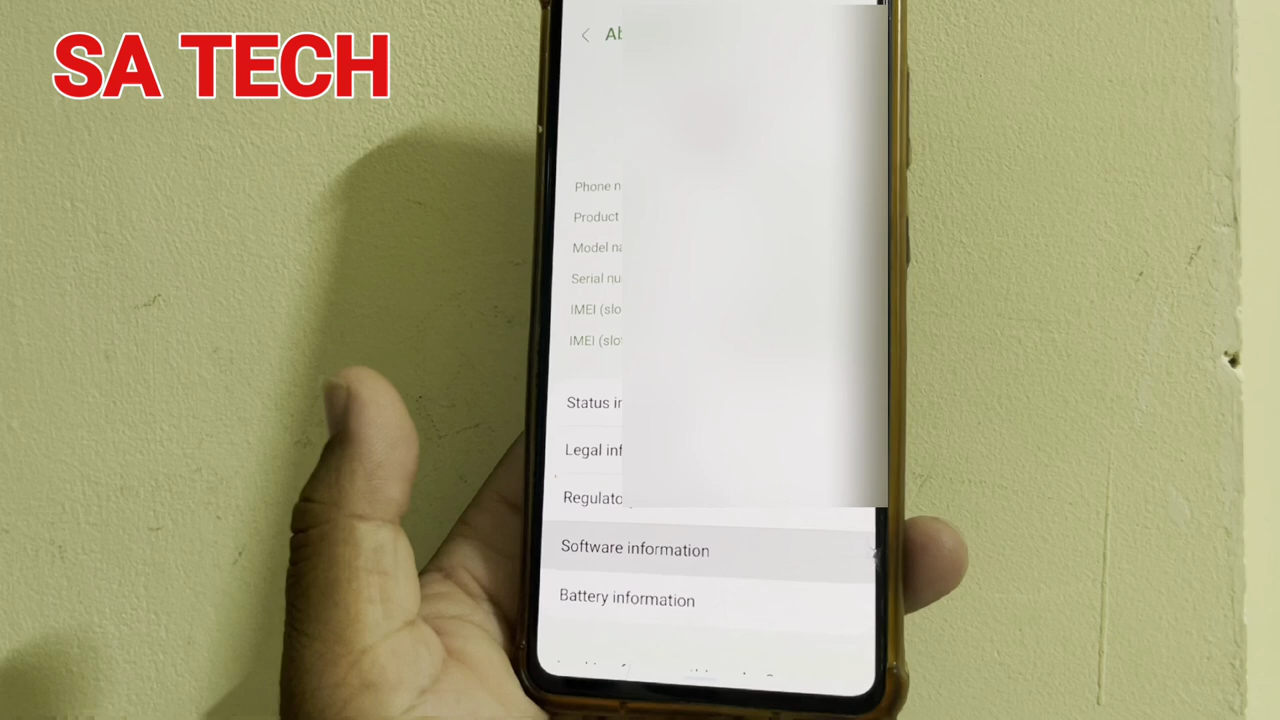 SA TECH
Ab
Phone n
Product
Model na
Serial nu
IMEI (slo
IMEI (slo
Status in
Legal inf
Regulato
Software information
Battery information